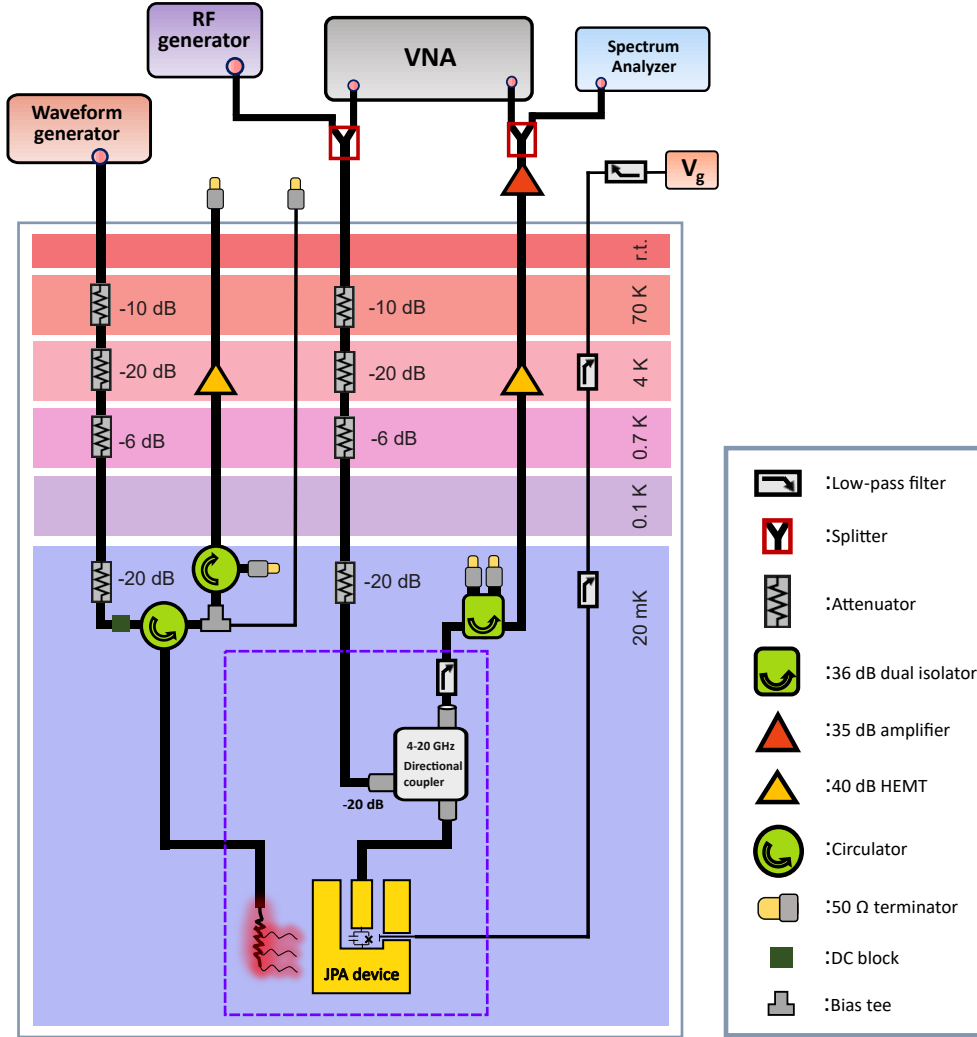 RF
generator
VNA
Spectrum
Analyzer
Waveform
generator
Vg
r.t.
-10 dB
-10 dB
70 K
-20 dB
-20 dB
4 K
-6 dB
-6 dB
0.7 K
0.1 K
-20 dB
-20 dB
20 mK
4-20 GHz
Directional
coupler
-20 dB
JPA device
:Low-pass filter
:Splitter
:Attenuator
:36 dB dual isolator
:35 dB amplifier
:40 dB HEMT
:Circulator
:50 Ω terminator
:DC block
:Bias tee